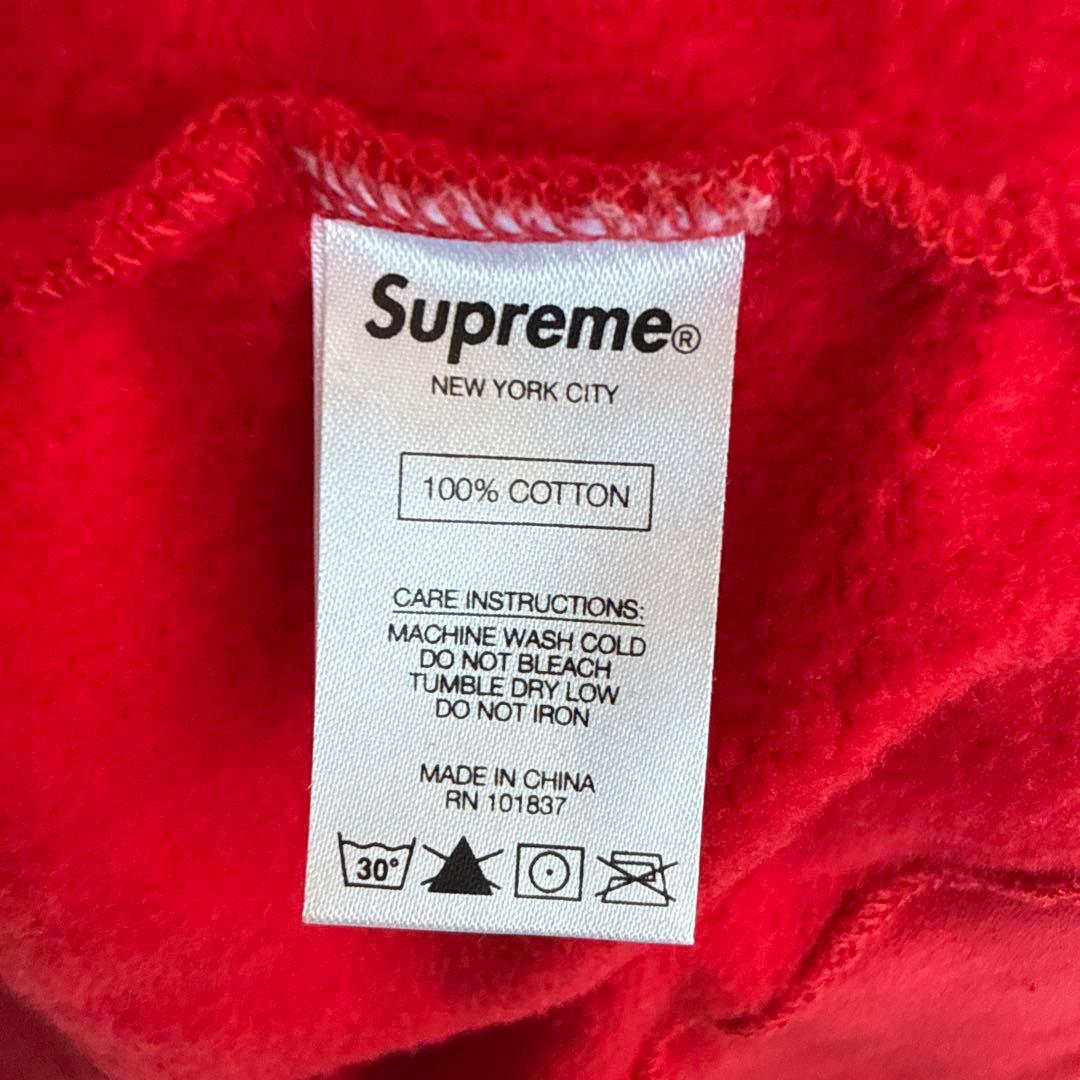 Supreme®
NEW YORK CITY
100% COTTON
CARE INSTRUCTIONS:
MACHINE WASH COLD
DO NOT BLEACH
TUMBLE DRY LOW
DO NOT IRON
MADE IN CHINA
RN 101837
30°